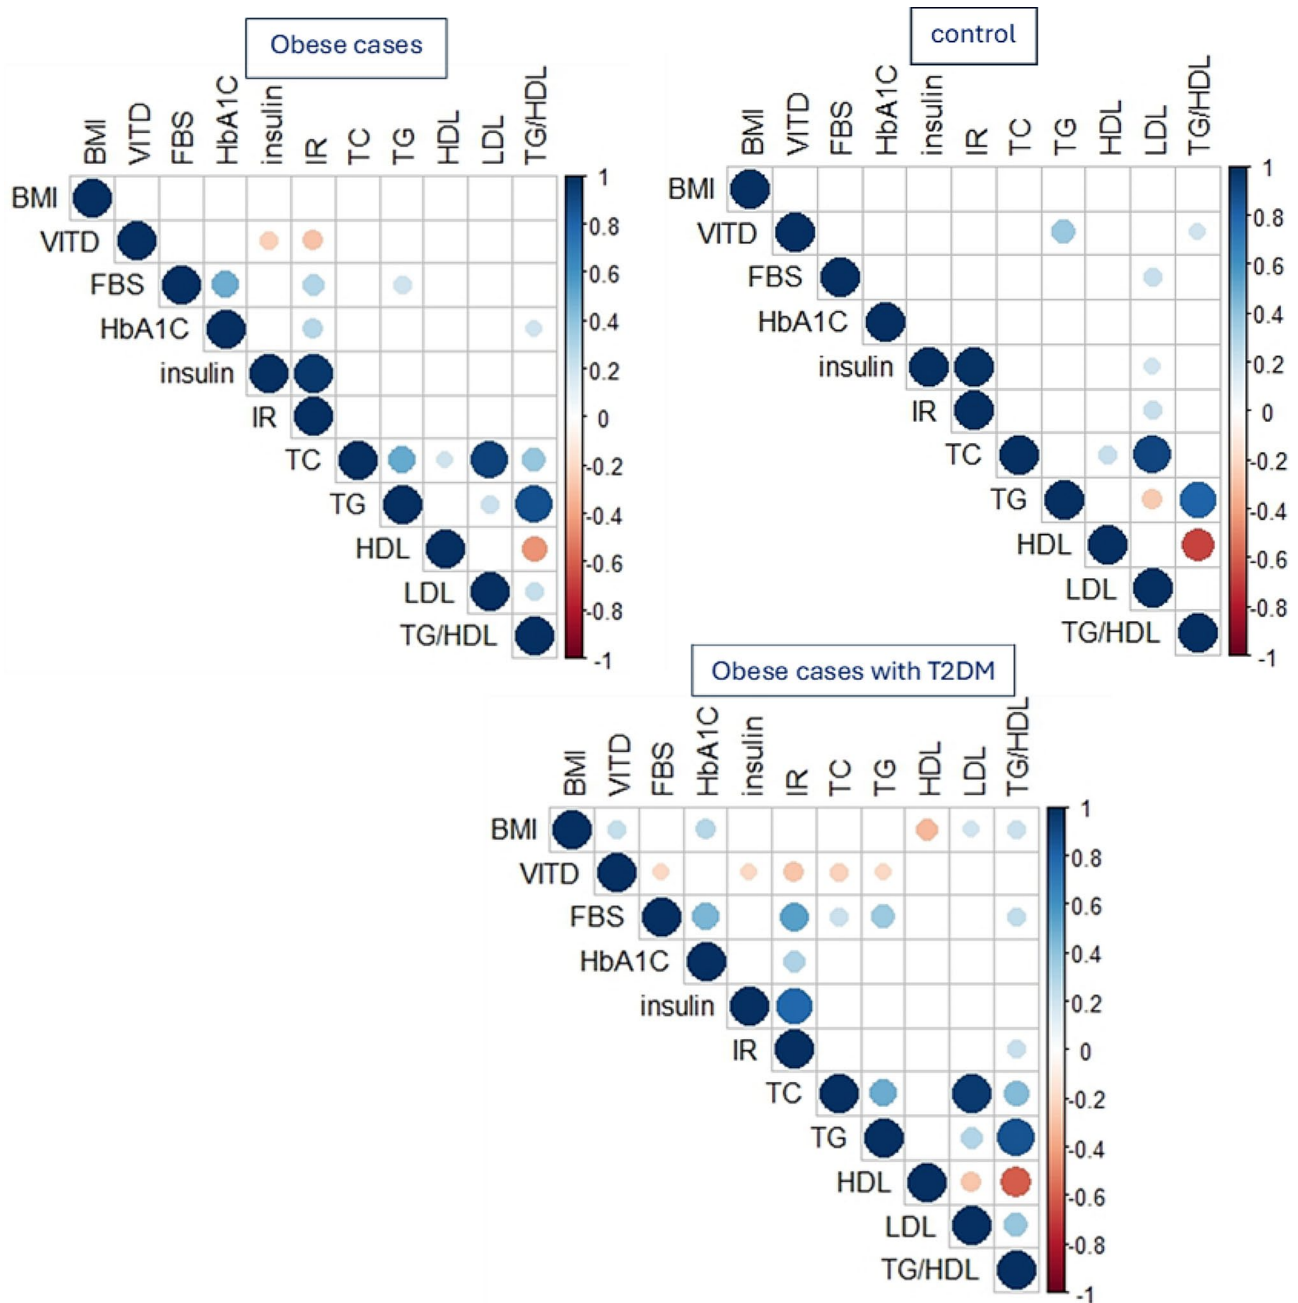 Obese cases
BMI VITD FBS HbA1C insulin IR TC TG HDL LDL TG/HDL
BMI
VITD
FBS
HbA1C
insulin
IR
TC
TG
HDL
LDL
TG/HDL
1
0.8
0.6
0.4
0.2
0
-0.2
-0.4
-0.6
-0.8
-1
control
BMI VITD FBS HbA1C insulin IR TC TG HDL LDL TG/HDL
BMI
VITD
FBS
HbA1C
insulin
IR
TC
TG
HDL
LDL
TG/HDL
1
0.8
0.6
0.4
0.2
0
-0.2
-0.4
-0.6
-0.8
-1
Obese cases with T2DM
BMI VITD FBS HbA1C insulin IR TC TG HDL LDL TG/HDL
BMI
VITD
FBS
HbA1C
insulin
IR
TC
TG
HDL
LDL
TG/HDL
1
0.8
0.6
0.4
0.2
0
-0.2
-0.4
-0.6
-0.8
-1